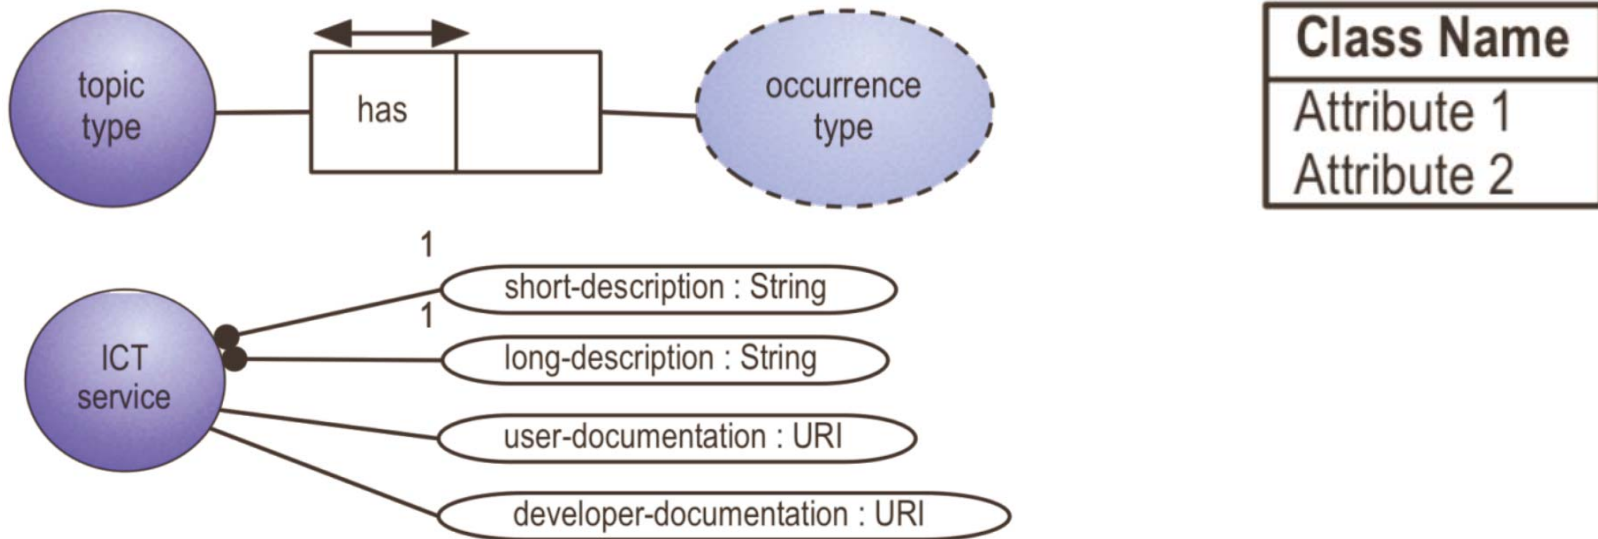 topic
type
has
occurrence
type
Class Name
Attribute 1
Attribute 2
1
short-description : String
1
long-description : String
ICT
service
user-documentation : URI
developer-documentation : URI